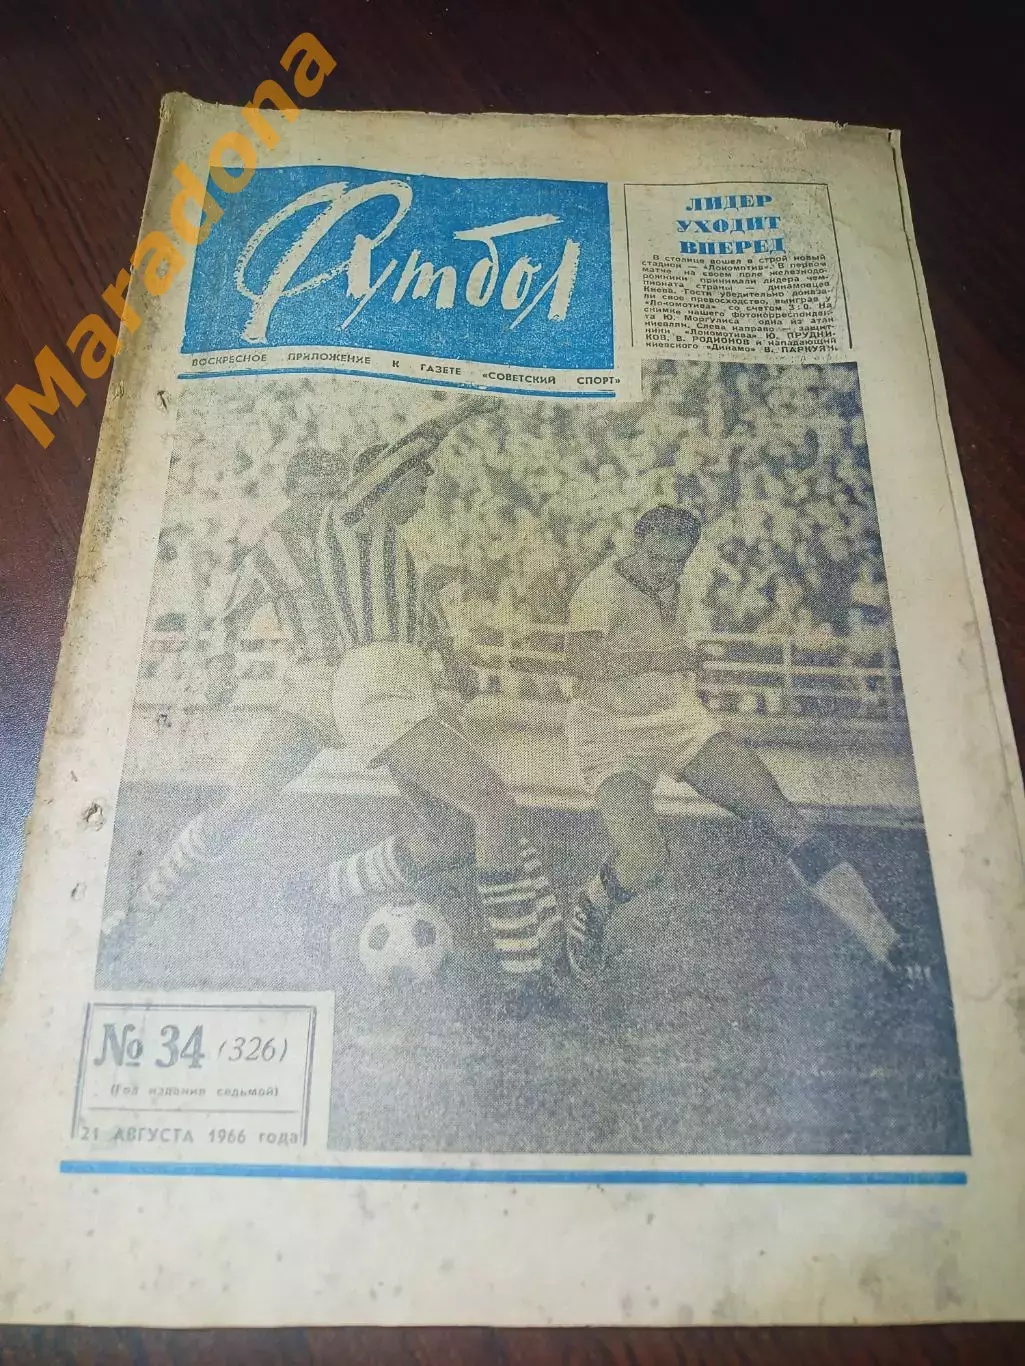 Maradona
Футбол
ВОСКРЕСНОЕ ПРИЛОЖЕНИЕ К ГАЗЕТЕ «СОВЕТСКИЙ СПОРТ»
ЛИДЕР
УХОДИТ
ВПЕРЕД
В столице вошел в строй новый
стадион — «Локомотив». В первом
матче на своем поле железнодо-
рожники принимали лидера чем-
пионата страны — динамовцев
Киева. Гости убедительно доказа-
ли свое превосходство, выиграв у
«Локомотива» со счетом 3:0. На
снимке нашего фотокорреспонден-
та Ю. Моргулиса — одна из атак
киевлян. Слева направо — защит-
ники «Локомотива» Ю. ПРУДНИ-
КОВ, В. РОДИОНОВ и нападающий
киевского «Динамо» В. ПАРКУЯН.
№ 34 (326)
(Год издания седьмой)
21 АВГУСТА 1966 года